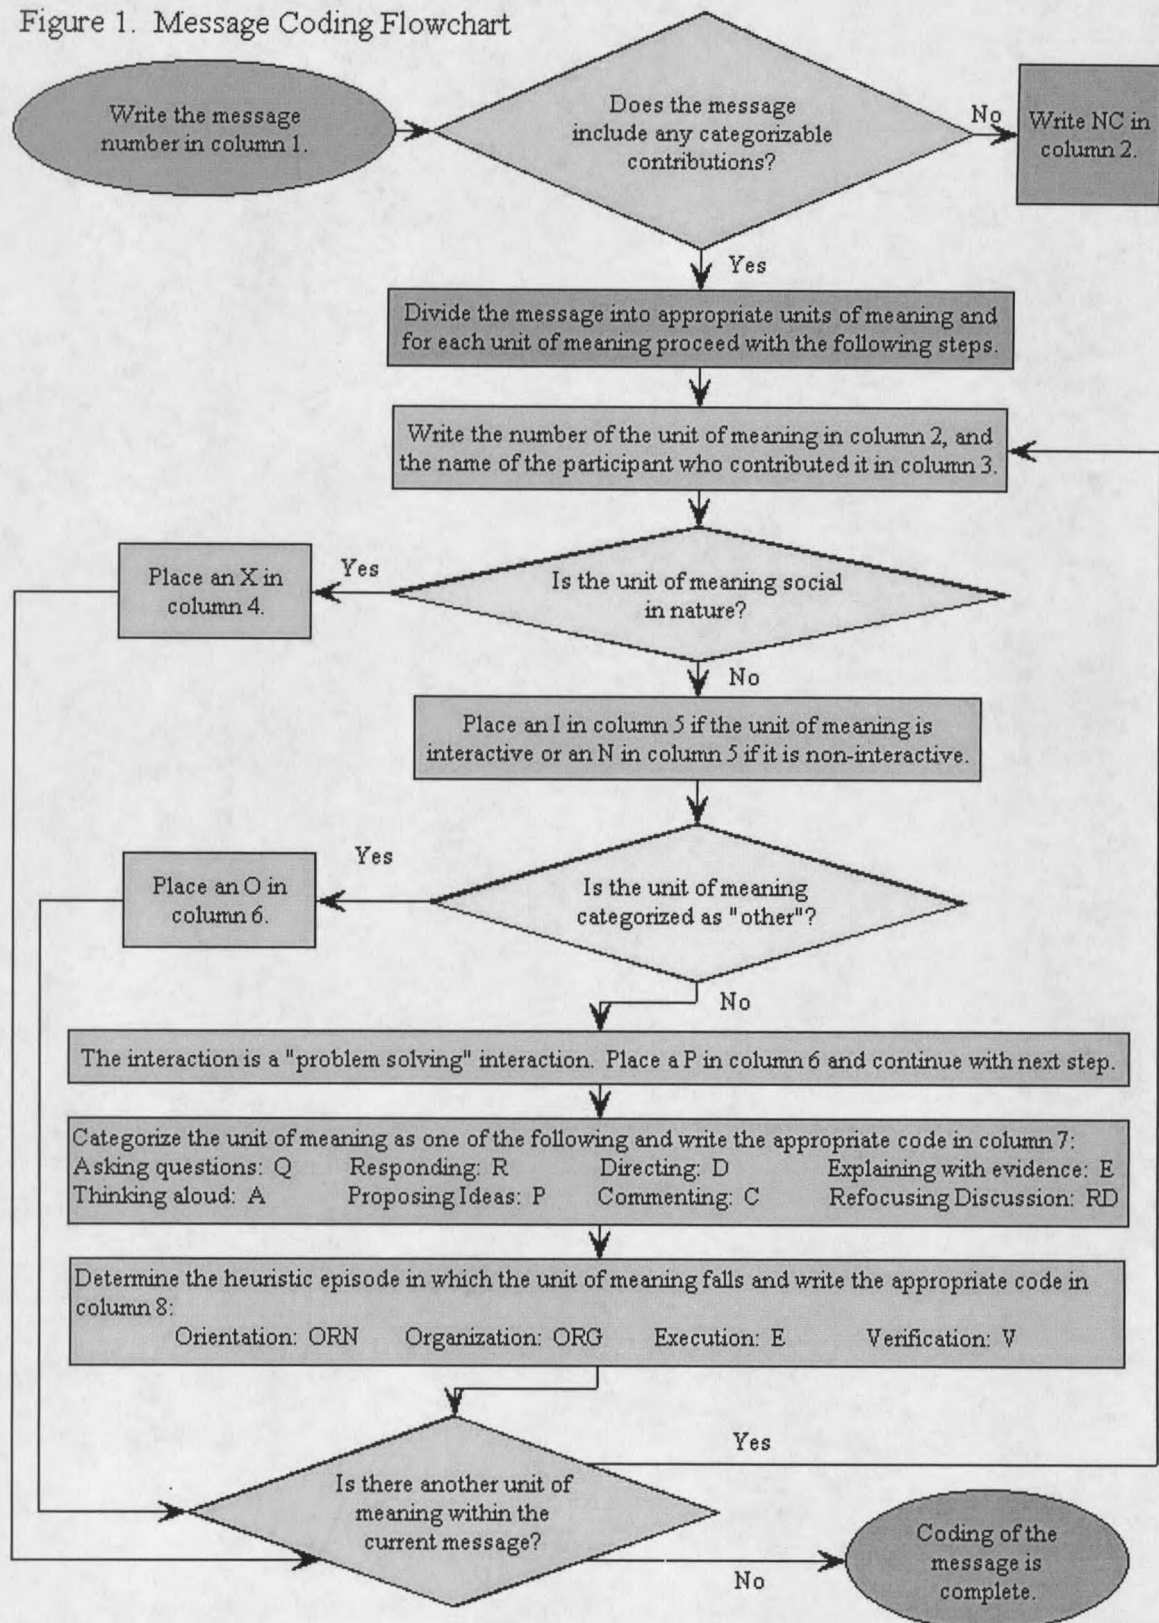 Figure 1. Message Coding Flowchart
Write the message
number in column 1.
Does the message
include any categorizable
contributions?
No
Write NC in
column 2.
Yes
Divide the message into appropriate units of meaning and
for each unit of meaning proceed with the following steps.
Write the number of the unit of meaning in column 2, and
the name of the participant who contributed it in column 3.
Is the unit of meaning social
in nature?
Yes
Place an X in
column 4.
No
Place an I in column 5 if the unit of meaning is
interactive or an N in column 5 if it is non-interactive.
Is the unit of meaning
categorized as "other"?
Yes
Place an O in
column 6.
No
The interaction is a "problem solving" interaction. Place a P in column 6 and continue with next step.
Categorize the unit of meaning as one of the following and write the appropriate code in column 7:
Asking questions: Q Responding: R Directing: D Explaining with evidence: E
Thinking aloud: A Proposing Ideas: P Commenting: C Refocusing Discussion: RD
Determine the heuristic episode in which the unit of meaning falls and write the appropriate code in
column 8:
Orientation: ORN Organization: ORG Execution: E Verification: V
Is there another unit of
meaning within the
current message?
Yes
No
Coding of the
message is
complete.